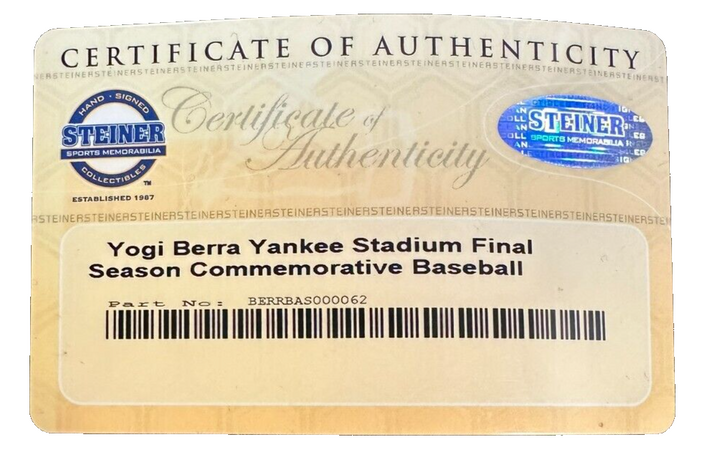 CERTIFICATE OF AUTHENTICITY
Certificate of
Authenticity
HAND • SIGNED
STEINER
SPORTS MEMORABILIA
COLLECTIBLES
TM
ESTABLISHED 1987
STEINER
SPORTS MEMORABILIA
Yogi Berra Yankee Stadium Final
Season Commemorative Baseball
Part No: BERRBAS000062